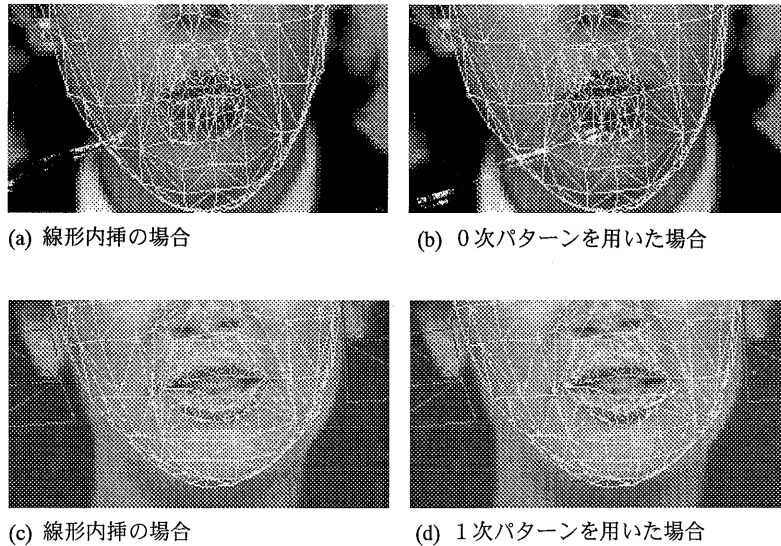 (a) 線形内挿の場合
(b) 0次パターンを用いた場合
(c) 線形内挿の場合
(d) 1次パターンを用いた場合